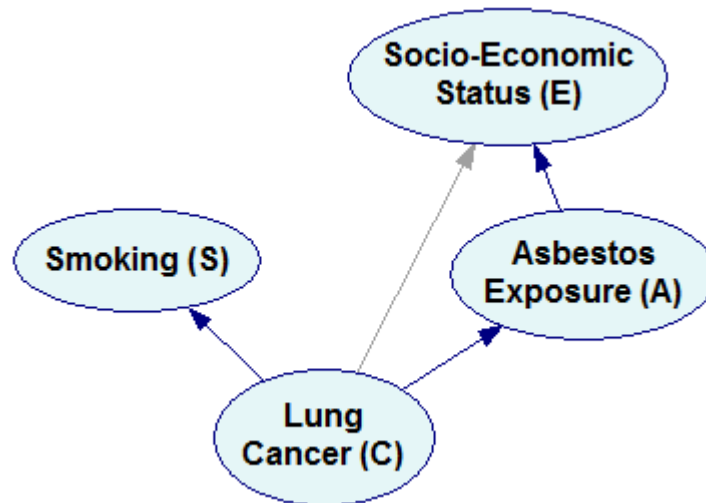 Socio-Economic
Status (E)
Smoking (S)
Asbestos
Exposure (A)
Lung
Cancer (C)